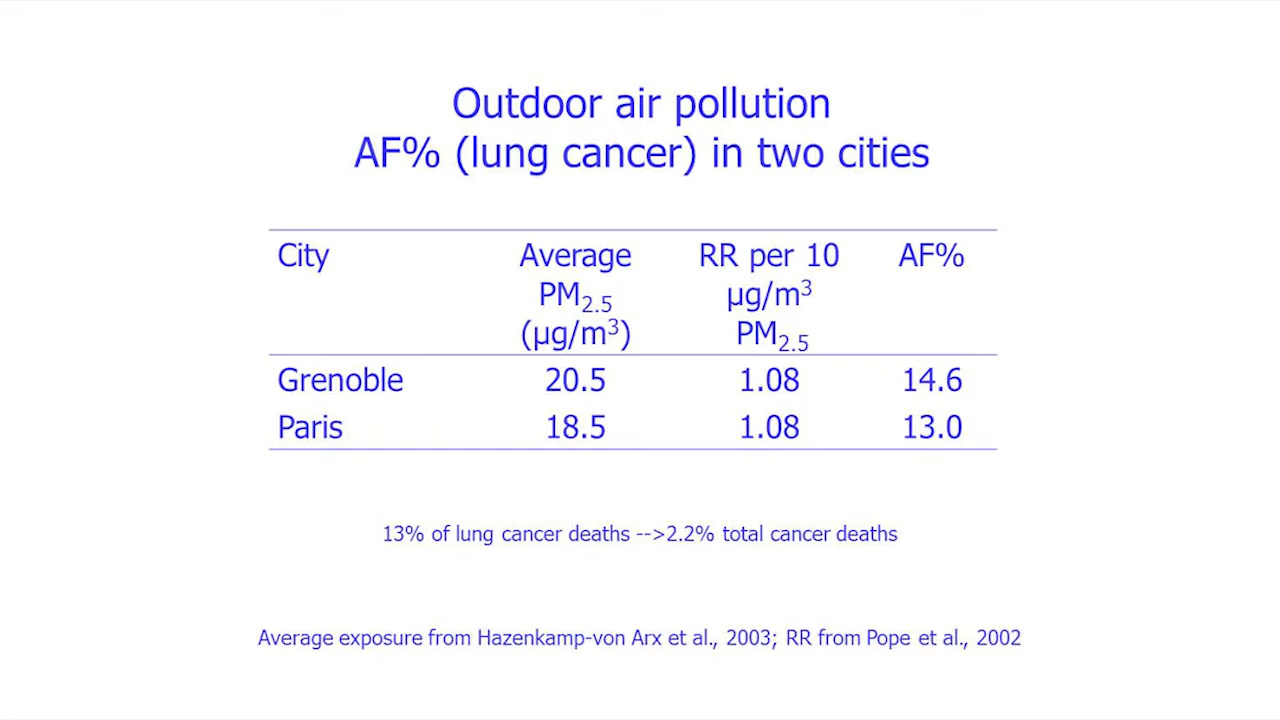 Outdoor air pollution
AF% (lung cancer) in two cities
City Average PM2.5 (µg/m³) RR per 10 µg/m³ PM2.5 AF%
Grenoble 20.5 1.08 14.6
Paris 18.5 1.08 13.0
13% of lung cancer deaths -->2.2% total cancer deaths
Average exposure from Hazenkamp-von Arx et al., 2003; RR from Pope et al., 2002